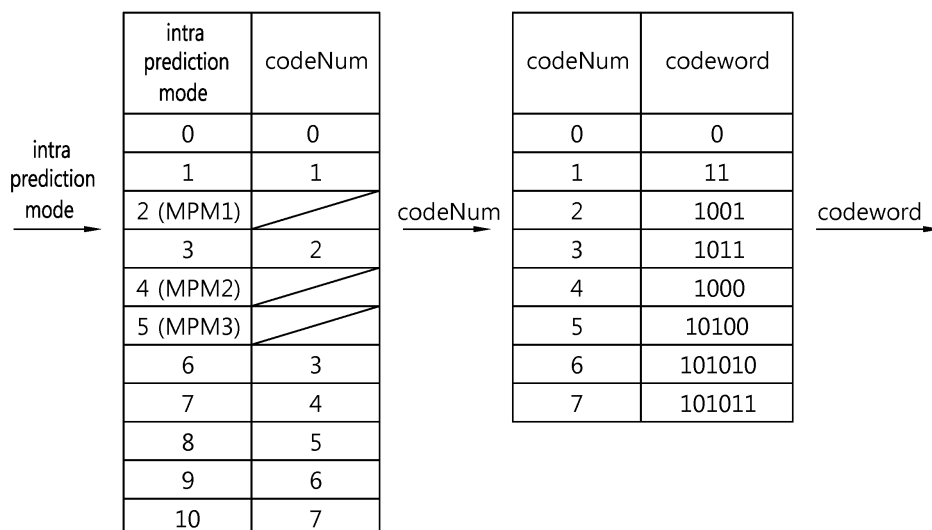 intra
prediction
mode
intra
prediction
mode
codeNum
0 0
1 1
2 (MPM1)
3 2
4 (MPM2)
5 (MPM3)
6 3
7 4
8 5
9 6
10 7
codeNum
codeNum codeword
0 0
1 11
2 1001
3 1011
4 1000
5 10100
6 101010
7 101011
codeword